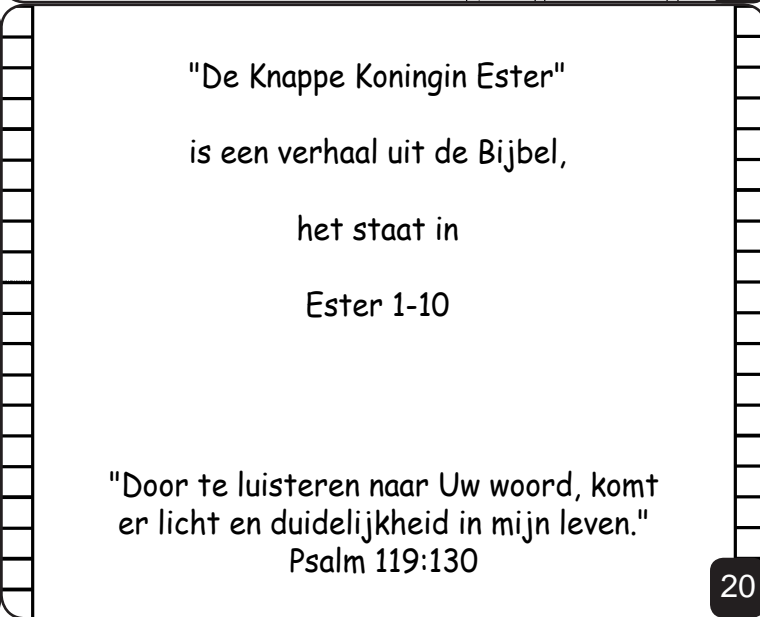 "De Knappe Koningin Ester"
is een verhaal uit de Bijbel,
het staat in
Ester 1-10
"Door te luisteren naar Uw woord, komt
er licht en duidelijkheid in mijn leven."
Psalm 119:130
20